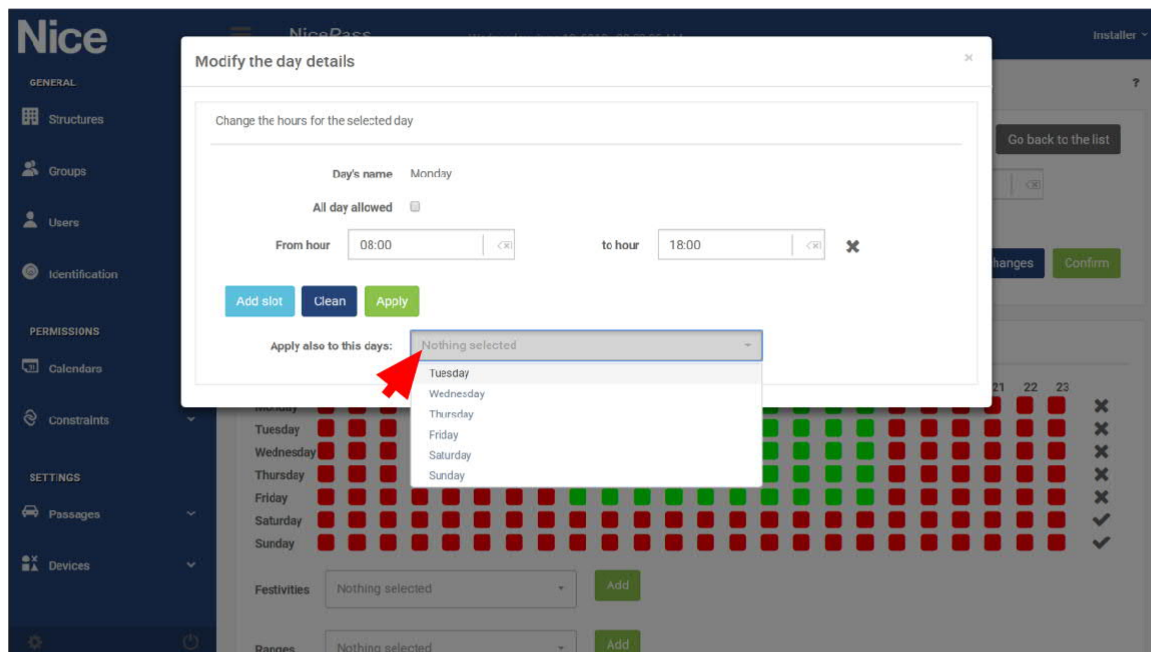 Nice
NicePass
Installer
GENERAL
Structures
Groups
Users
Identification
PERMISSIONS
Calendars
Constraints
SETTINGS
Passages
Devices
Modify the day details
×
?
Change the hours for the selected day
Go back to the list
Day's name Monday
All day allowed
From hour 08:00 to hour 18:00
hanges Confirm
Add slot Clean Apply
Apply also to this days: Nothing selected
Tuesday
Wednesday
Thursday
Friday
Saturday
Sunday
21 22 23
Monday
Tuesday
Wednesday
Thursday
Friday
Saturday
Sunday
Festivities Nothing selected Add
Ranges Nothing selected Add